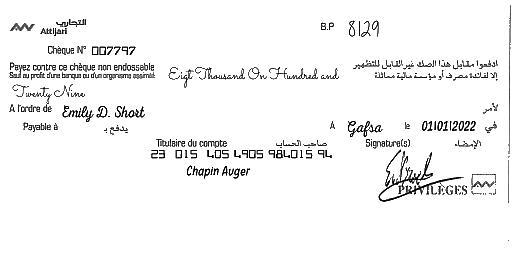 التجاري
Attijari
B.P 8129
Chèque N° 007797
Payez contre ce chèque non endossable
Sauf au profit d'une banque ou d'un organisme assimilé
Eigt Thousand On Hundred and
ادفعوا مقابل هذا الصك غير القابل للتظهير
إلا لفائدة مصرف أو مؤسسة مالية مماثلة
Twenty Nine
A l'ordre de Emily D. Short لأمر
Payable à يدفع بـ
A Gafsa le 01/01/2022 في
Titulaire du compte صاحب الحساب
Signature(s) الإمضاء
23 015 405 4905 984015 94
Chapin Auger
PRIVILÈGES